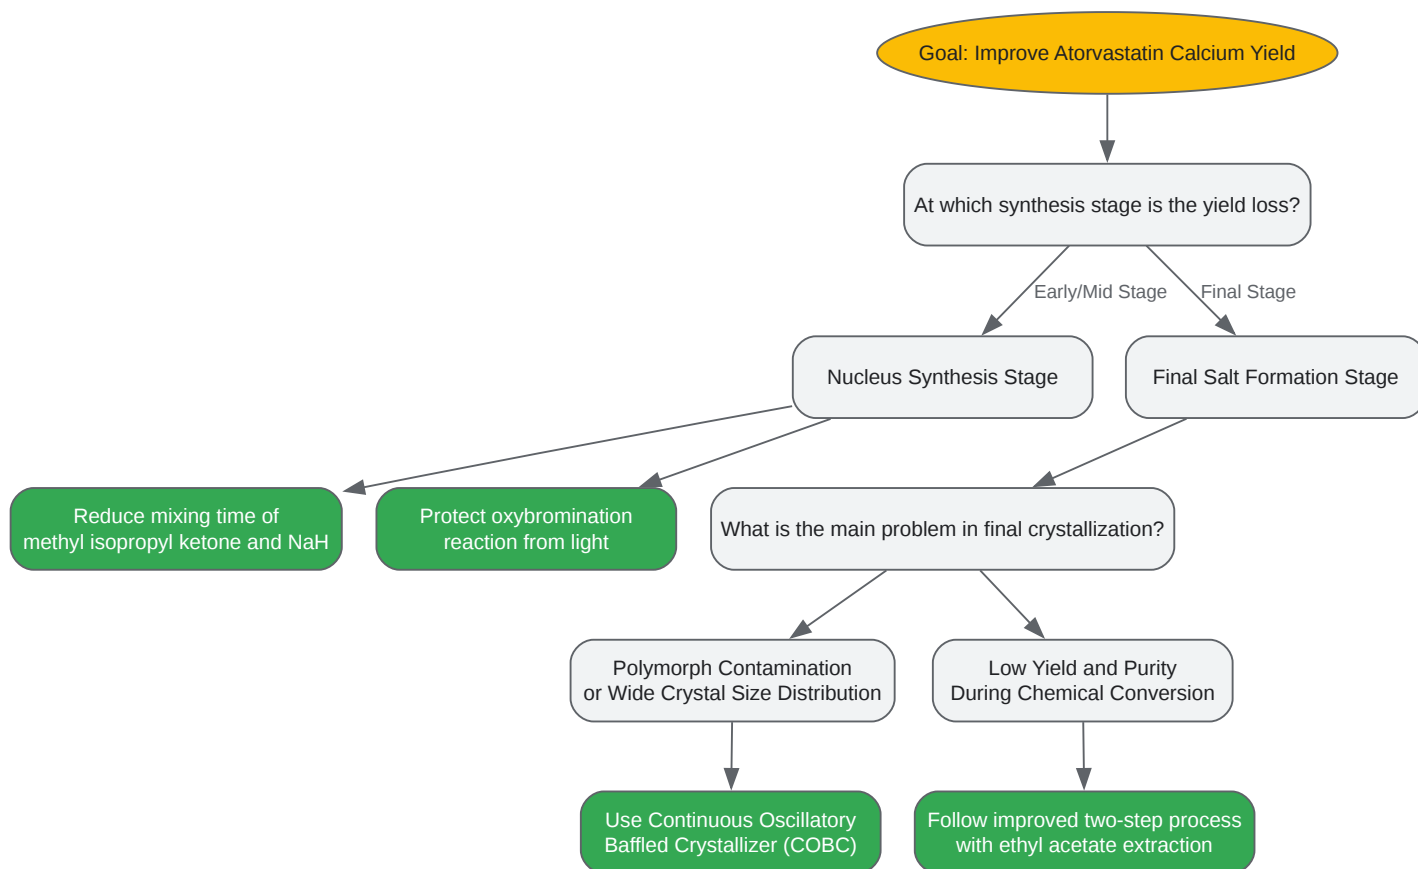 Goal: Improve Atorvastatin Calcium Yield
At which synthesis stage is the yield loss?
Early/Mid Stage
Final Stage
Nucleus Synthesis Stage
Final Salt Formation Stage
Reduce mixing time of
methyl isopropyl ketone and NaH
Protect oxybromination
reaction from light
What is the main problem in final crystallization?
Polymorph Contamination
or Wide Crystal Size Distribution
Low Yield and Purity
During Chemical Conversion
Use Continuous Oscillatory
Baffled Crystallizer (COBC)
Follow improved two-step process
with ethyl acetate extraction